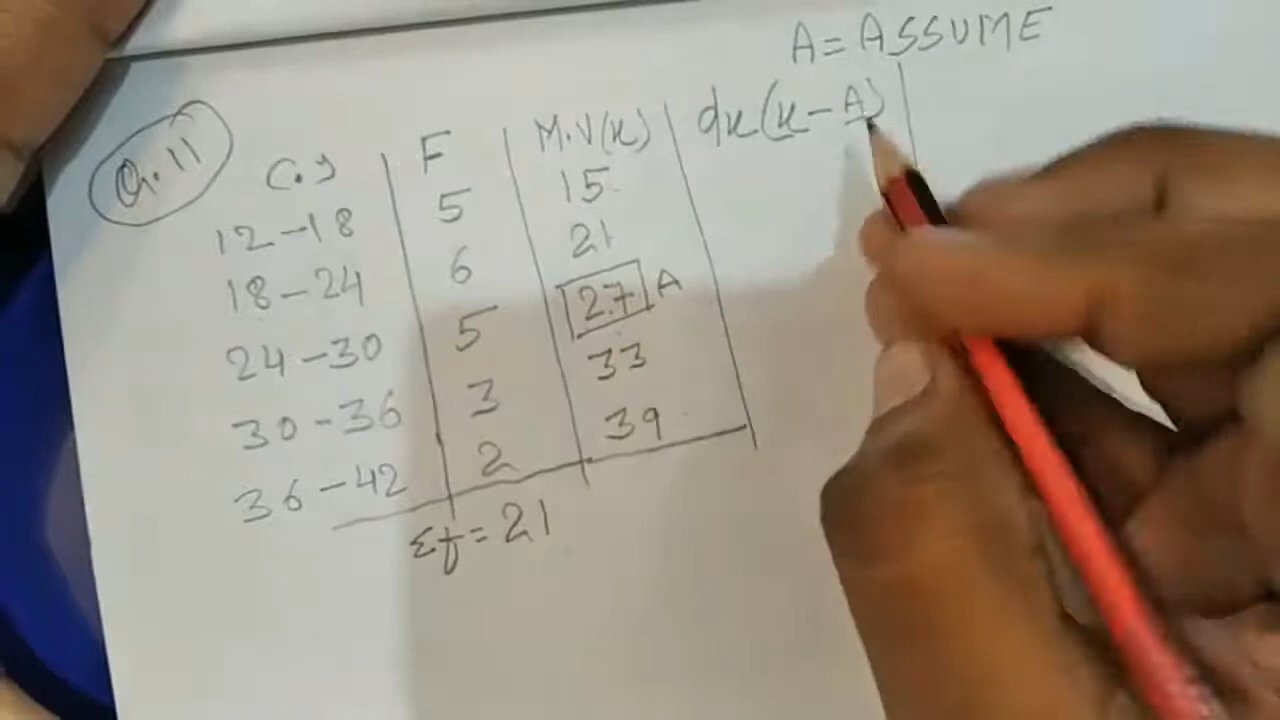 A = ASSUME
Q.11
C.I F M.V(x) dx(x-A)
12-18 5 15
18-24 6 21
24-30 5 27 A
30-36 3 33
36-42 2 39
Σf = 21